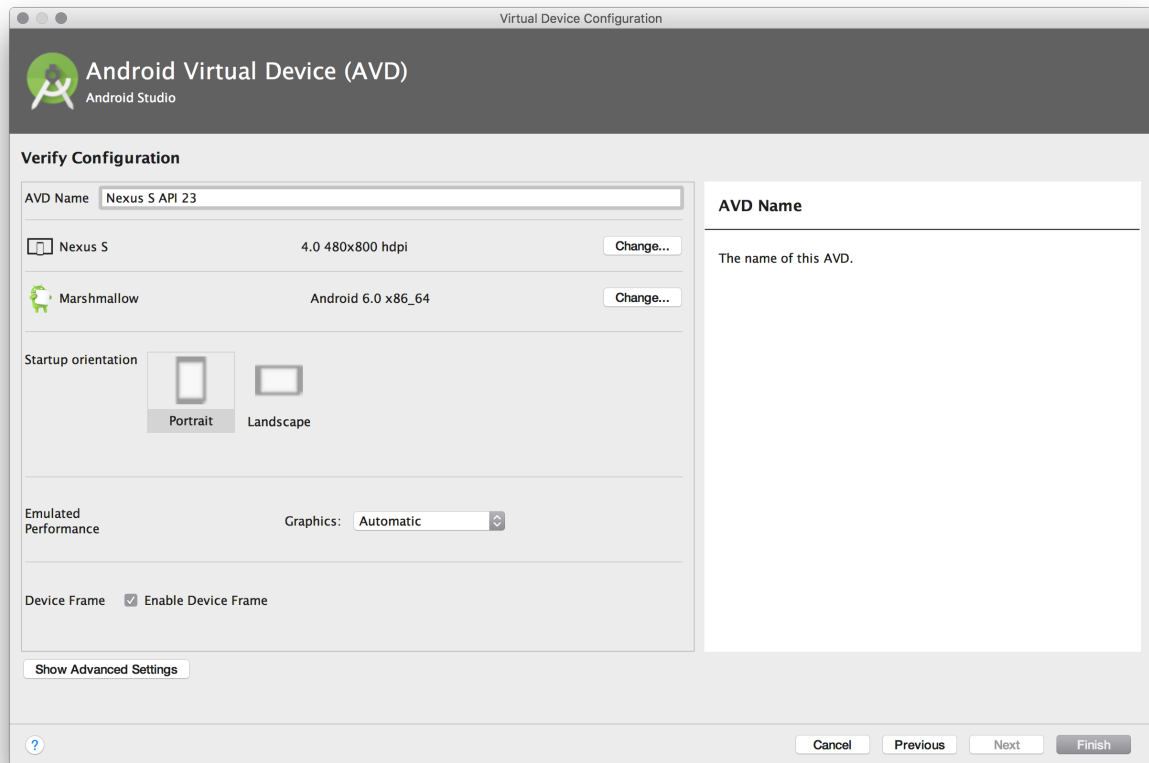 Virtual Device Configuration
Android Virtual Device (AVD)
Android Studio
Verify Configuration
AVD Name Nexus S API 23
Nexus S 4.0 480x800 hdpi Change...
Marshmallow Android 6.0 x86_64 Change...
Startup orientation
Portrait Landscape
Emulated
Performance
Graphics: Automatic
Device Frame Enable Device Frame
Show Advanced Settings
AVD Name
The name of this AVD.
? Cancel Previous Next Finish